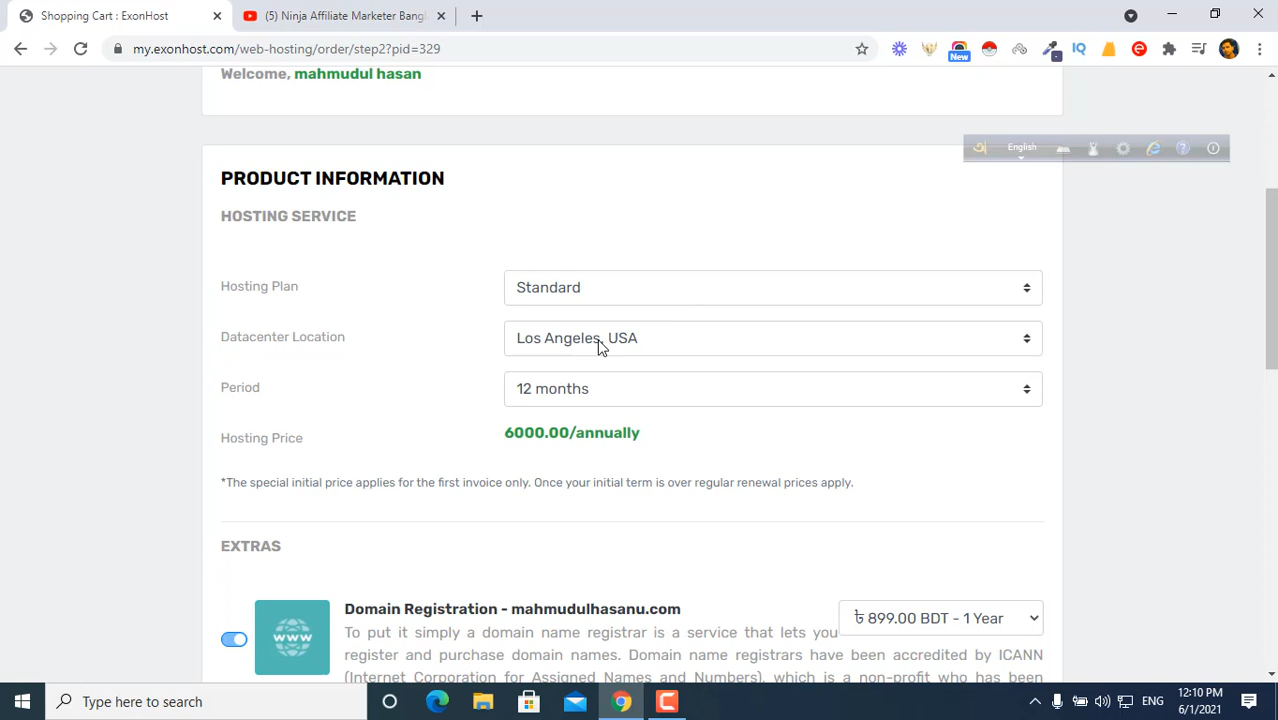 Shopping Cart : ExonHost
(5) Ninja Affiliate Marketer Bangl
my.exonhost.com/web-hosting/order/step2?pid=329
New
Welcome, mahmudul hasan
English
PRODUCT INFORMATION
HOSTING SERVICE
Hosting Plan
Standard
Datacenter Location
Los Angeles, USA
Period
12 months
Hosting Price
6000.00/annually
*The special initial price applies for the first invoice only. Once your initial term is over regular renewal prices apply.
EXTRAS
WWW
Domain Registration - mahmudulhasanu.com
৳ 899.00 BDT - 1 Year
To put it simply a domain name registrar is a service that lets you
register and purchase domain names. Domain name registrars have been accredited by ICANN
(Internet Corporation for Assigned Names and Numbers), which is a non-profit who has been
Type here to search
ENG
12:10 PM
6/1/2021